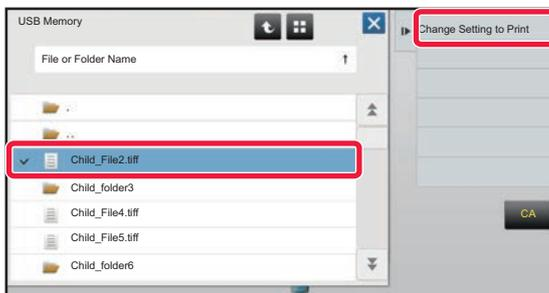 USB Memory
Change Setting to Print
File or Folder Name
.
..
Child_File2.tiff
Child_folder3
Child_File4.tiff
Child_File5.tiff
Child_folder6
CA